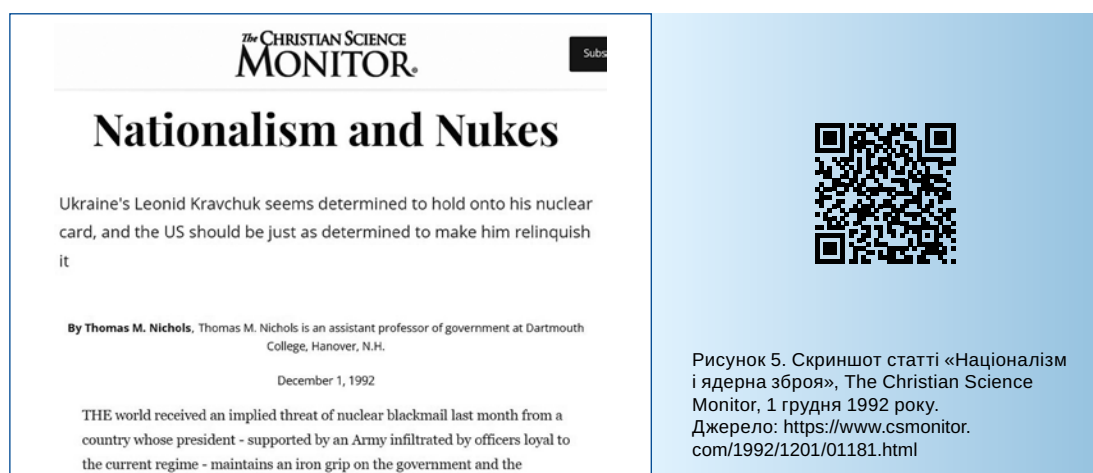 The CHRISTIAN SCIENCE
MONITOR
Subs
Nationalism and Nukes
Ukraine's Leonid Kravchuk seems determined to hold onto his nuclear
card, and the US should be just as determined to make him relinquish
it
By Thomas M. Nichols, Thomas M. Nichols is an assistant professor of government at Dartmouth
College, Hanover, N.H.
December 1, 1992
THE world received an implied threat of nuclear blackmail last month from a
country whose president - supported by an Army infiltrated by officers loyal to
the current regime - maintains an iron grip on the government and the
Рисунок 5. Скриншот статті «Націоналізм
і ядерна зброя», The Christian Science
Monitor, 1 грудня 1992 року.
Джерело: https://www.csmonitor.
com/1992/1201/01181.html